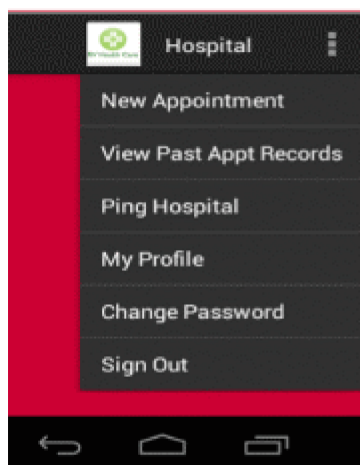 Hospital
New Appointment
View Past Appt Records
Ping Hospital
My Profile
Change Password
Sign Out